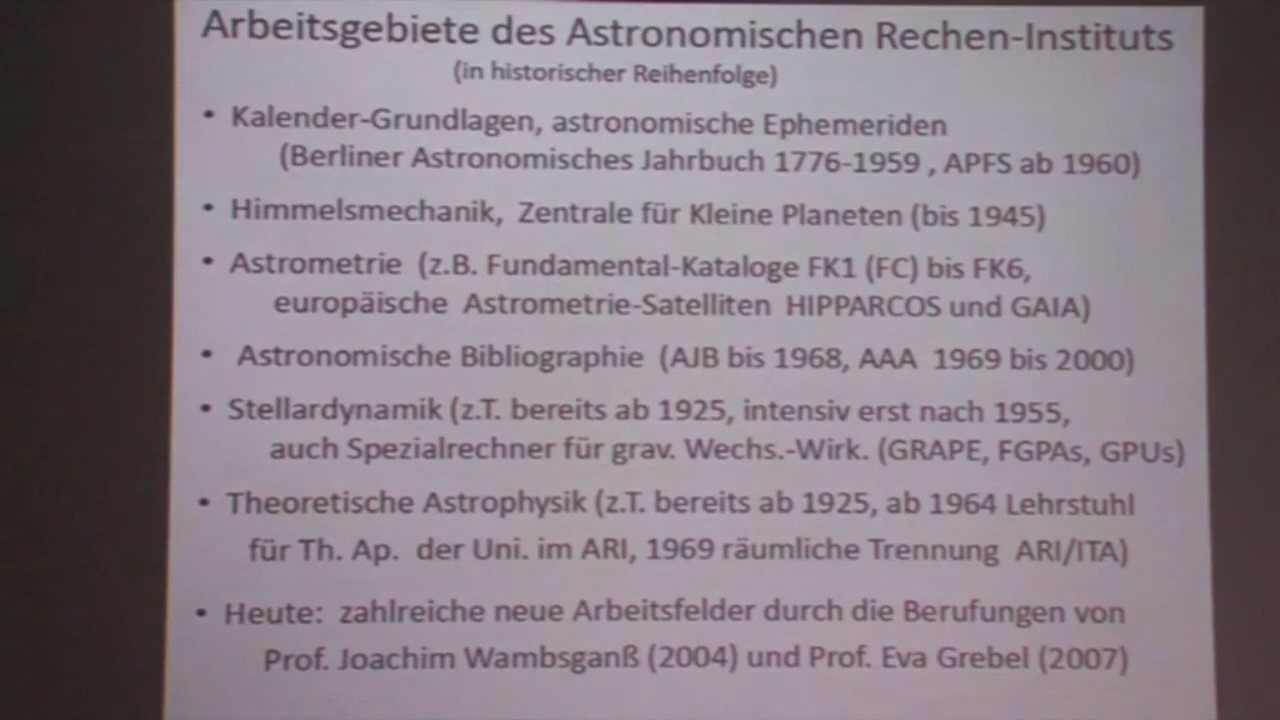 Arbeitsgebiete des Astronomischen Rechen-Instituts
(in historischer Reihenfolge)
• Kalender-Grundlagen, astronomische Ephemeriden
(Berliner Astronomisches Jahrbuch 1776-1959 , APFS ab 1960)
• Himmelsmechanik, Zentrale für Kleine Planeten (bis 1945)
• Astrometrie (z.B. Fundamental-Kataloge FK1 (FC) bis FK6,
europäische Astrometrie-Satelliten HIPPARCOS und GAIA)
• Astronomische Bibliographie (AJB bis 1968, AAA 1969 bis 2000)
• Stellardynamik (z.T. bereits ab 1925, intensiv erst nach 1955,
auch Spezialrechner für grav. Wechs.-Wirk. (GRAPE, FGPAs, GPUs)
• Theoretische Astrophysik (z.T. bereits ab 1925, ab 1964 Lehrstuhl
für Th. Ap. der Uni. im ARI, 1969 räumliche Trennung ARI/ITA)
• Heute: zahlreiche neue Arbeitsfelder durch die Berufungen von
Prof. Joachim Wambsganß (2004) und Prof. Eva Grebel (2007)